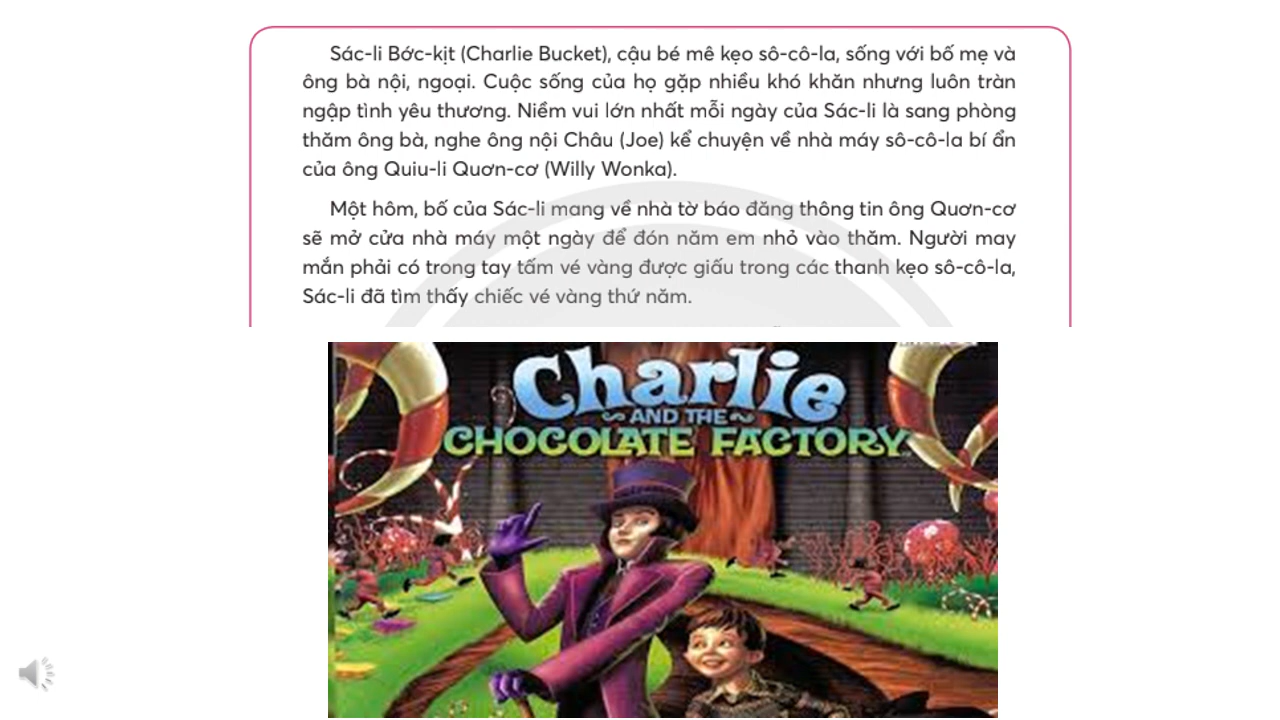 Sác-li Bớc-kịt (Charlie Bucket), cậu bé mê kẹo sô-cô-la, sống với bố mẹ và
ông bà nội, ngoại. Cuộc sống của họ gặp nhiều khó khăn nhưng luôn tràn
ngập tình yêu thương. Niềm vui lớn nhất mỗi ngày của Sác-li là sang phòng
thăm ông bà, nghe ông nội Châu (Joe) kể chuyện về nhà máy sô-cô-la bí ẩn
của ông Quiu-li Quơn-cơ (Willy Wonka).
Một hôm, bố của Sác-li mang về nhà tờ báo đăng thông tin ông Quơn-cơ
sẽ mở cửa nhà máy một ngày để đón năm em nhỏ vào thăm. Người may
mắn phải có trong tay tấm vé vàng được giấu trong các thanh kẹo sô-cô-la,
Sác-li đã tìm thấy chiếc vé vàng thứ năm.
Charlie
AND THE
CHOCOLATE FACTORY